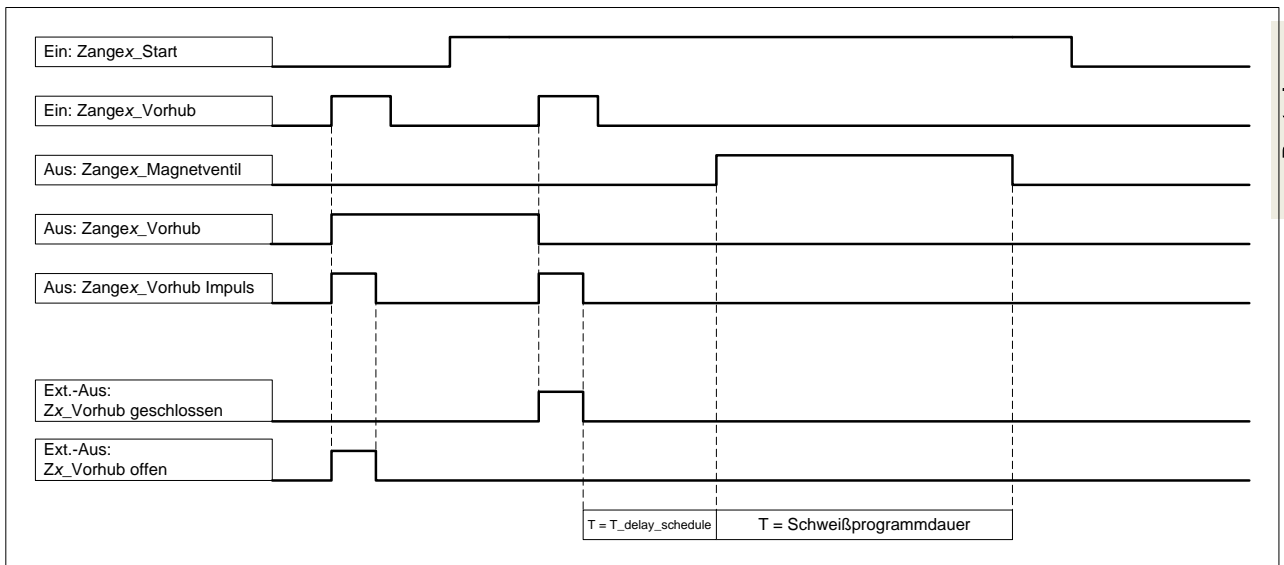 Ein: Zangex_Start
Ein: Zangex_Vorhub
Aus: Zangex_Magnetventil
Aus: Zangex_Vorhub
Aus: Zangex_Vorhub Impuls
Ext.-Aus:
Zx_Vorhub geschlossen
Ext.-Aus:
Zx_Vorhub offen
T = T_delay_schedule
T = Schweißprogrammdauer